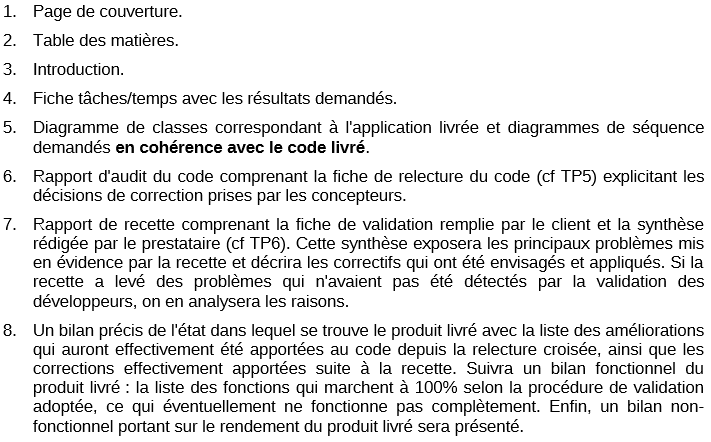 1. Page de couverture.
2. Table des matières.
3. Introduction.
4. Fiche tâches/temps avec les résultats demandés.
5. Diagramme de classes correspondant à l'application livrée et diagrammes de séquence
demandés en cohérence avec le code livré.
6. Rapport d'audit du code comprenant la fiche de relecture du code (cf TP5) explicitant les
décisions de correction prises par les concepteurs.
7. Rapport de recette comprenant la fiche de validation remplie par le client et la synthèse
rédigée par le prestataire (cf TP6). Cette synthèse exposera les principaux problèmes mis
en évidence par la recette et décrira les correctifs qui ont été envisagés et appliqués. Si la
recette a levé des problèmes qui n'avaient pas été détectés par la validation des
développeurs, on en analysera les raisons.
8. Un bilan précis de l'état dans lequel se trouve le produit livré avec la liste des améliorations
qui auront effectivement été apportées au code depuis la relecture croisée, ainsi que les
corrections effectivement apportées suite à la recette. Suivra un bilan fonctionnel du
produit livré : la liste des fonctions qui marchent à 100% selon la procédure de validation
adoptée, ce qui éventuellement ne fonctionne pas complètement. Enfin, un bilan non-
fonctionnel portant sur le rendement du produit livré sera présenté.